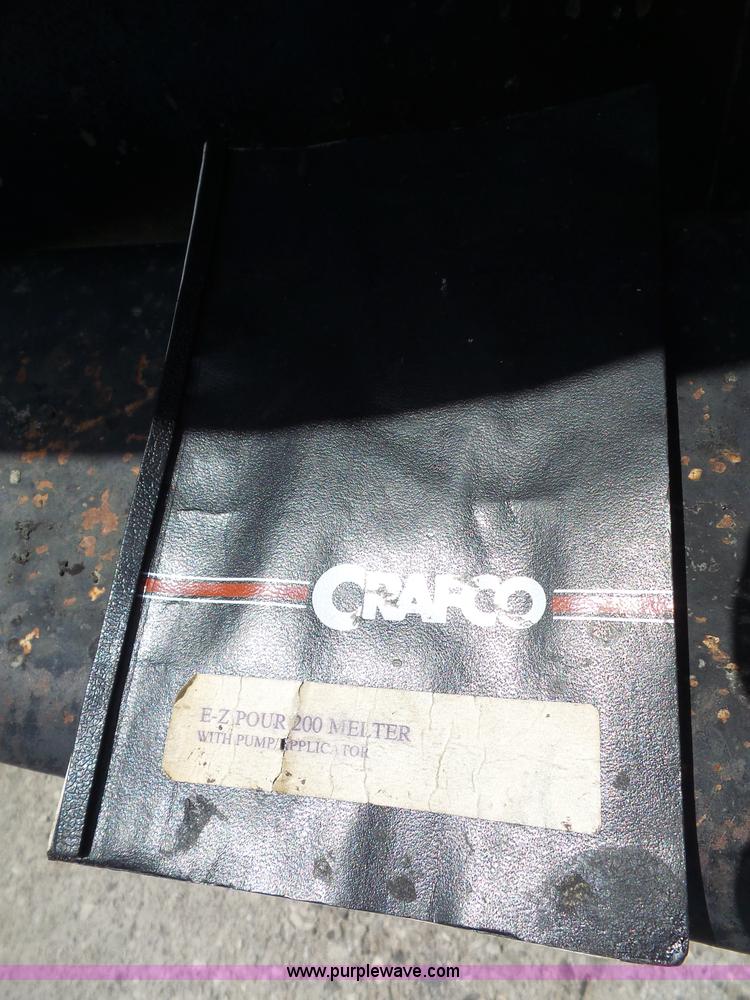 CRAFCO
E-Z POUR 200 MELTER
WITH PUMP/APPLICATOR
www.purplewave.com